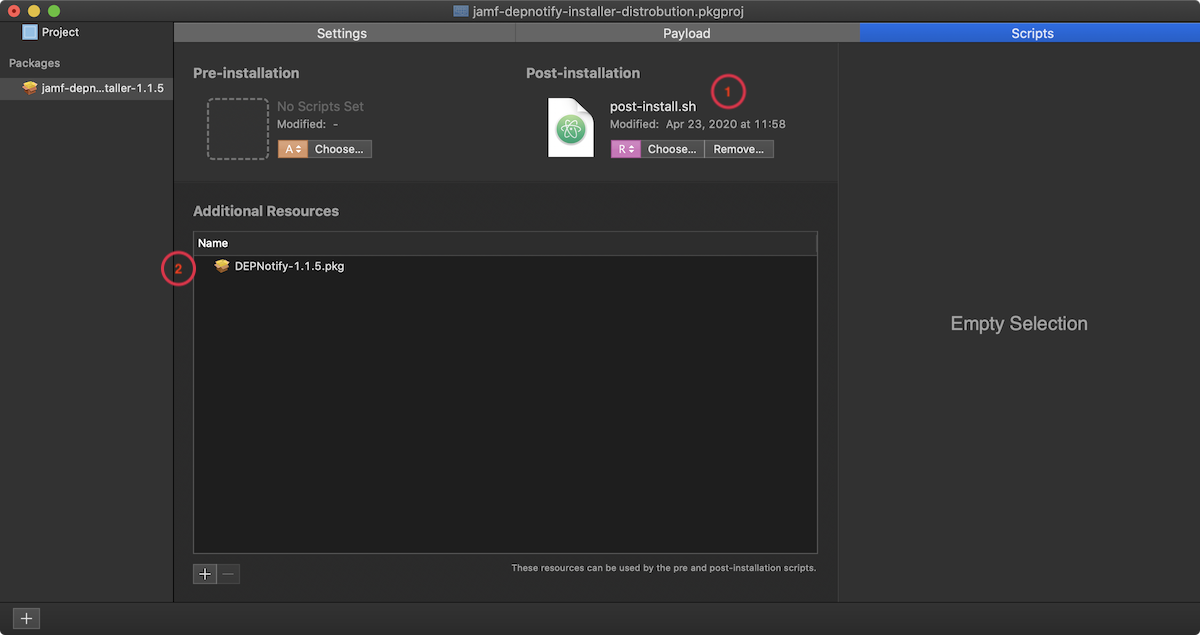 jamf-depnotify-installer-distrobution.pkgproj
Project
Settings
Payload
Scripts
Packages
jamf-depn...taller-1.1.5
Pre-installation
No Scripts Set
Modified: -
A
Choose...
Post-installation
1
post-install.sh
Modified: Apr 23, 2020 at 11:58
R
Choose...
Remove...
Additional Resources
Name
2
DEPNotify-1.1.5.pkg
Empty Selection
These resources can be used by the pre and post-installation scripts.